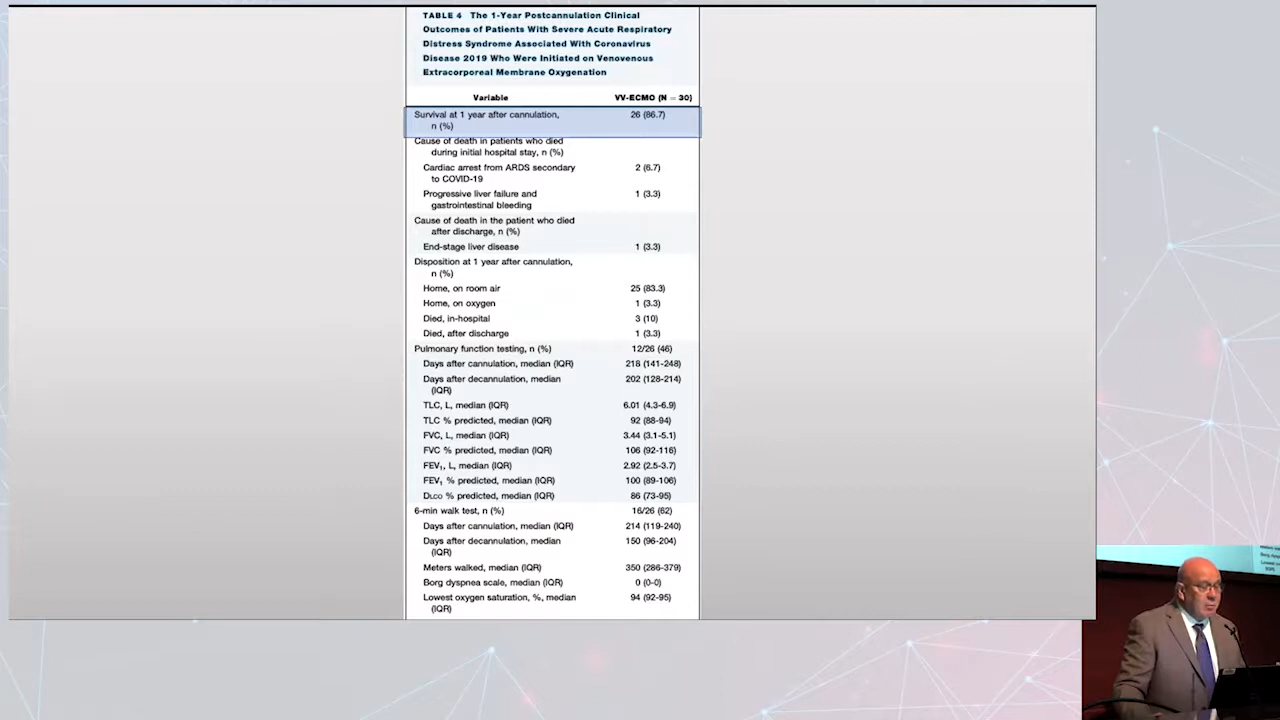 TABLE 4 The 1-Year Postcannulation Clinical
Outcomes of Patients With Severe Acute Respiratory
Distress Syndrome Associated With Coronavirus
Disease 2019 Who Were Initiated on Venovenous
Extracorporeal Membrane Oxygenation
Variable VV-ECMO (N = 30)
Survival at 1 year after cannulation, 26 (86.7)
n (%)
Cause of death in patients who died
during initial hospital stay, n (%)
Cardiac arrest from ARDS secondary 2 (6.7)
to COVID-19
Progressive liver failure and 1 (3.3)
gastrointestinal bleeding
Cause of death in the patient who died
after discharge, n (%)
End-stage liver disease 1 (3.3)
Disposition at 1 year after cannulation,
n (%)
Home, on room air 25 (83.3)
Home, on oxygen 1 (3.3)
Died, in-hospital 3 (10)
Died, after discharge 1 (3.3)
Pulmonary function testing, n (%) 12/26 (46)
Days after cannulation, median (IQR) 218 (141-248)
Days after decannulation, median 202 (128-214)
(IQR)
TLC, L, median (IQR) 6.01 (4.3-6.9)
TLC % predicted, median (IQR) 92 (88-94)
FVC, L, median (IQR) 3.44 (3.1-5.1)
FVC % predicted, median (IQR) 106 (92-116)
FEV₁, L, median (IQR) 2.92 (2.5-3.7)
FEV₁ % predicted, median (IQR) 100 (89-106)
DLCO % predicted, median (IQR) 86 (73-95)
6-min walk test, n (%) 16/26 (62)
Days after cannulation, median (IQR) 214 (119-240)
Days after decannulation, median 150 (96-204)
(IQR)
Meters walked, median (IQR) 350 (286-379)
Borg dyspnea scale, median (IQR) 0 (0-0)
Lowest oxygen saturation, %, median 94 (92-95)
(IQR)